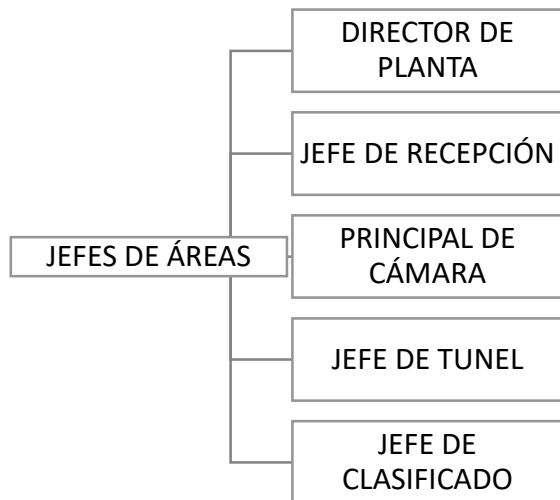 DIRECTOR DE
PLANTA
JEFE DE RECEPCIÓN
JEFES DE ÁREAS
PRINCIPAL DE
CÁMARA
JEFE DE TUNEL
JEFE DE
CLASIFICADO